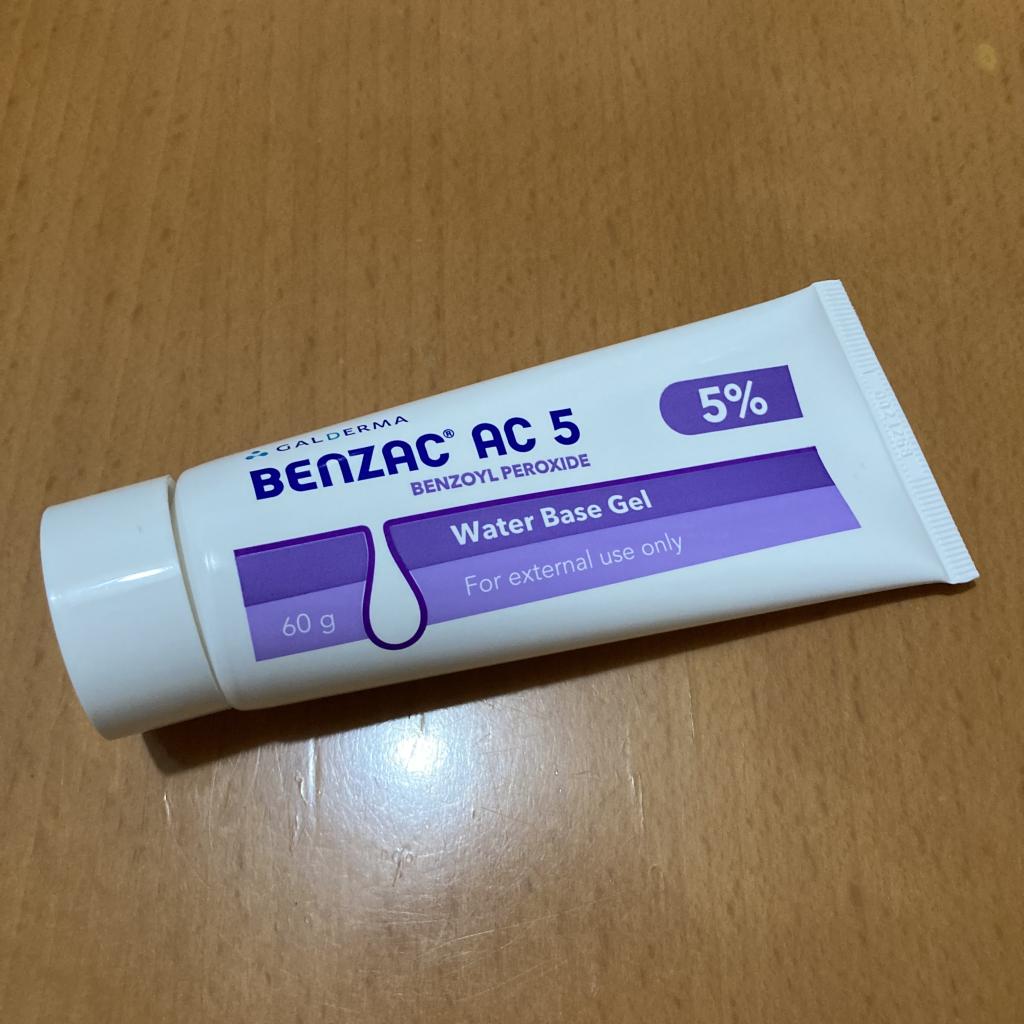 GALDERMA
BENZAC® AC 5
BENZOYL PEROXIDE
5%
Water Base Gel
For external use only
60 g